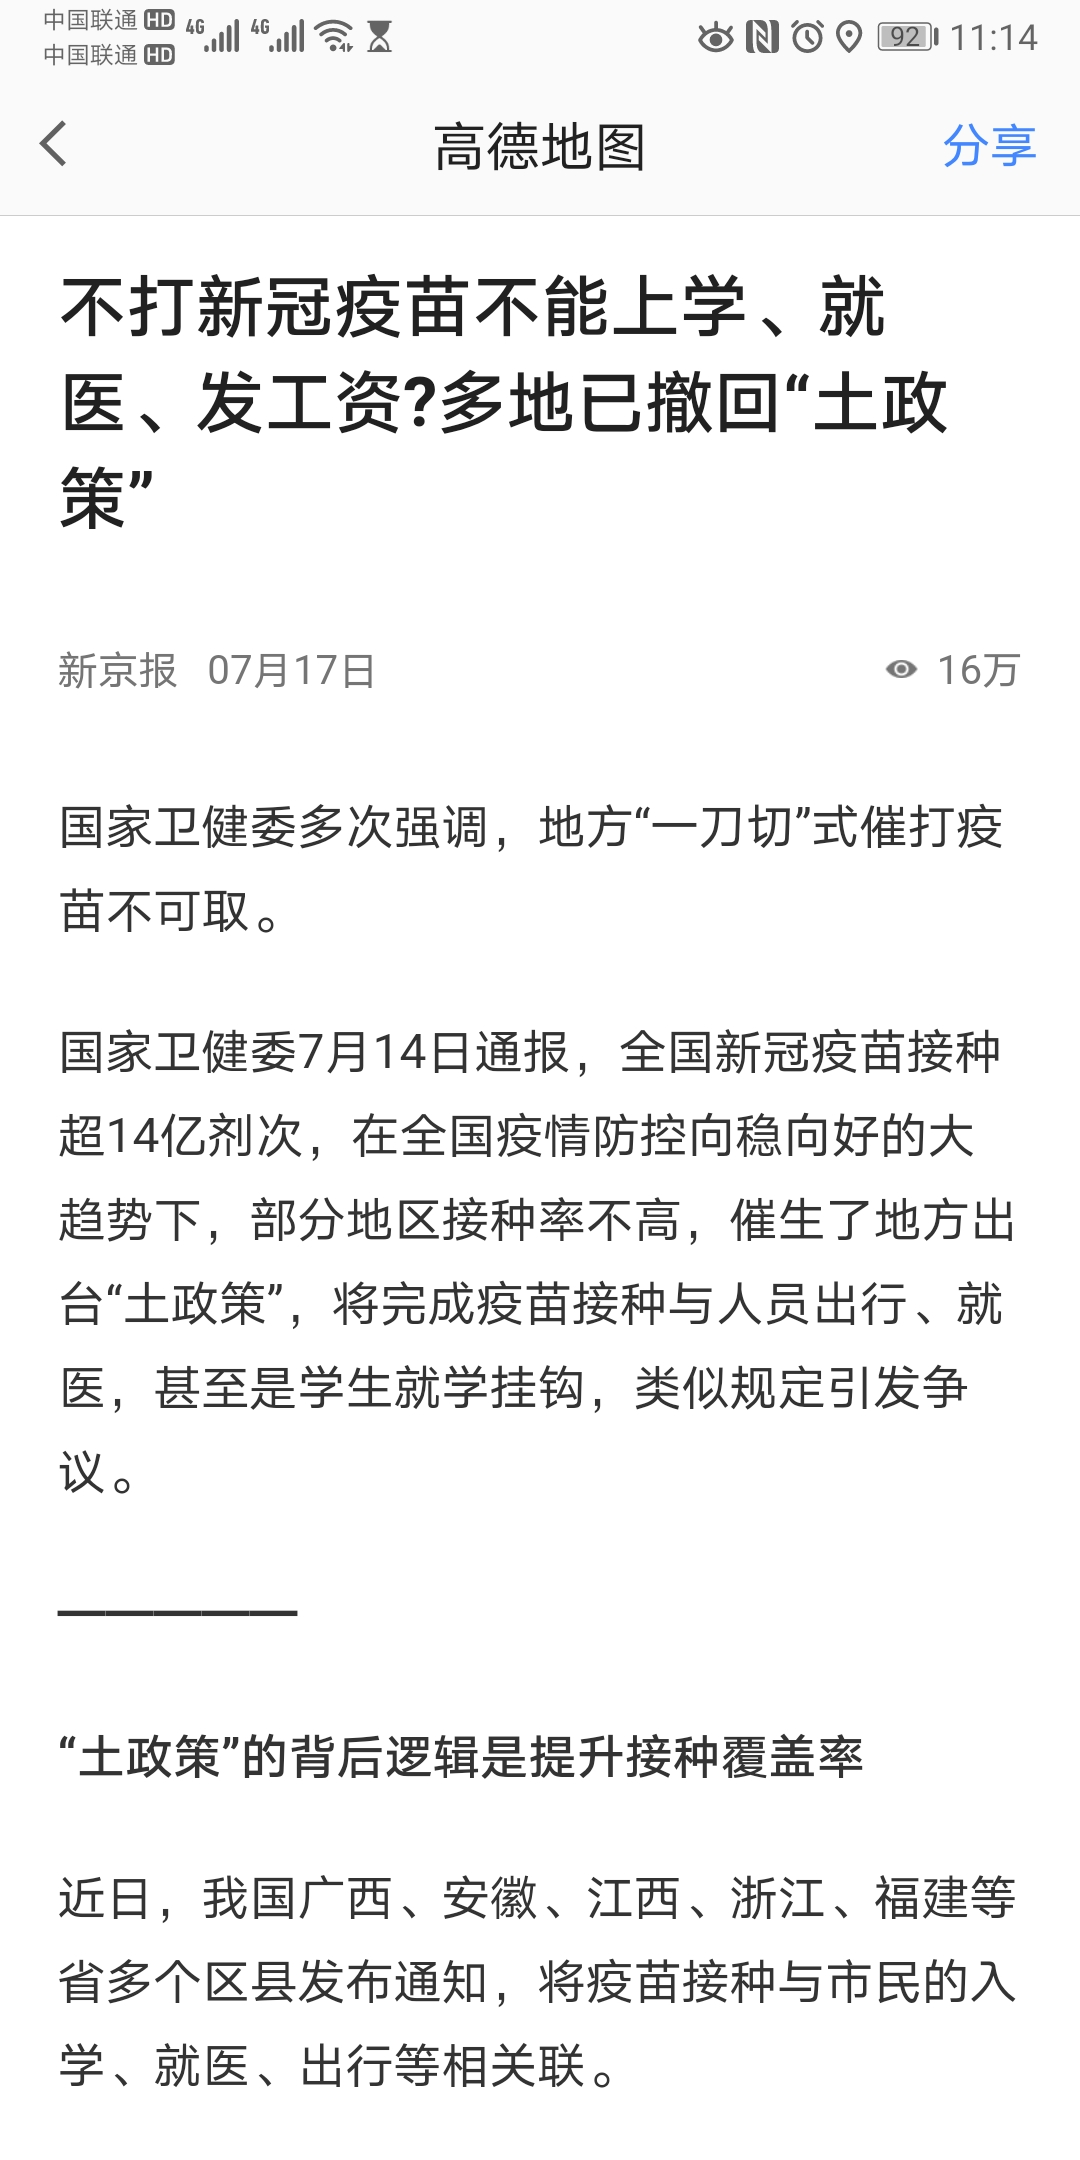 中国联通 HD 4G 4G 92 11:14
中国联通 HD
高德地图 分享
不打新冠疫苗不能上学、就
医、发工资?多地已撤回“土政
策”
新京报 07月17日 16万
国家卫健委多次强调，地方“一刀切”式催打疫
苗不可取。
国家卫健委7月14日通报，全国新冠疫苗接种
超14亿剂次，在全国疫情防控向稳向好的大
趋势下，部分地区接种率不高，催生了地方出
台“土政策”，将完成疫苗接种与人员出行、就
医，甚至是学生就学挂钩，类似规定引发争
议。
—————
“土政策”的背后逻辑是提升接种覆盖率
近日，我国广西、安徽、江西、浙江、福建等
省多个区县发布通知，将疫苗接种与市民的入
学、就医、出行等相关联。